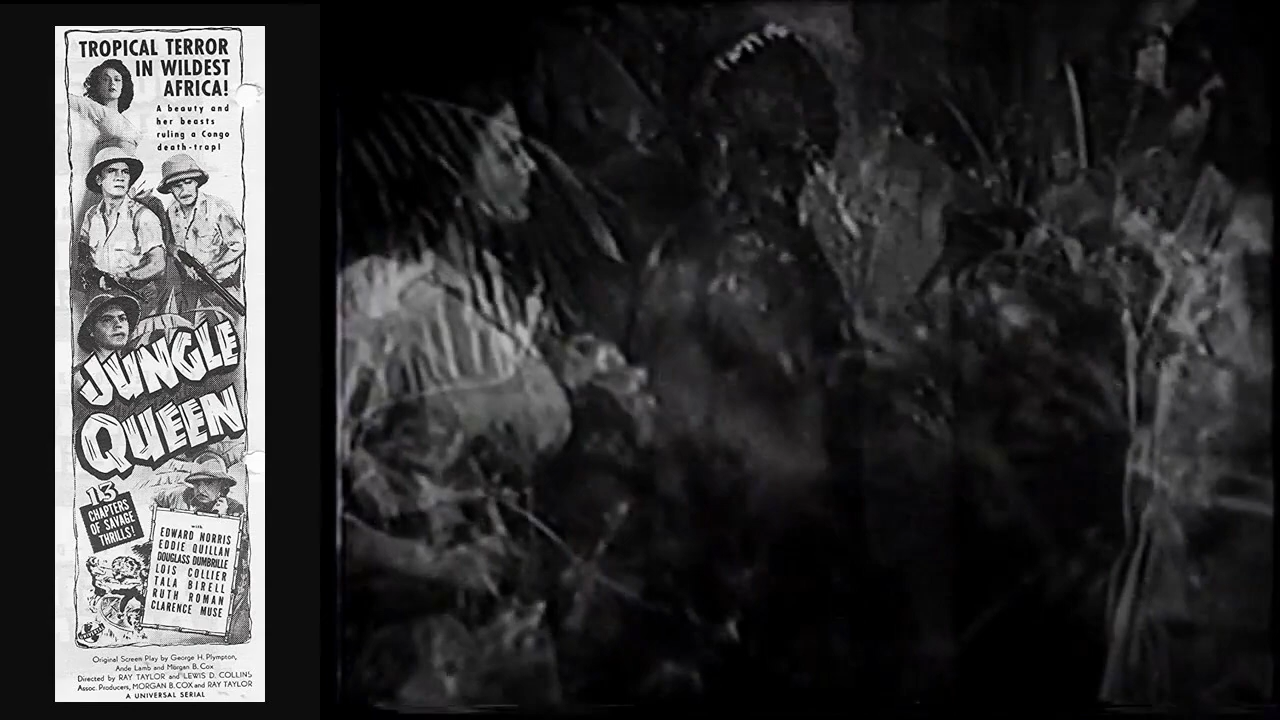 TROPICAL TERROR
IN WILDEST
AFRICA!
A beauty and
her beasts
ruling a Congo
death-trap!
JUNGLE
QUEEN
13
CHAPTERS
OF SAVAGE
THRILLS!
with
EDWARD NORRIS
EDDIE QUILLAN
DOUGLASS DUMBRILLE
LOIS COLLIER
TALA BIRELL
RUTH ROMAN
CLARENCE MUSE
Original Screen Play by George H. Plympton,
Ande Lamb and Morgan B. Cox
Directed by RAY TAYLOR and LEWIS D. COLLINS
Assoc. Producers, MORGAN B. COX and RAY TAYLOR
A UNIVERSAL SERIAL